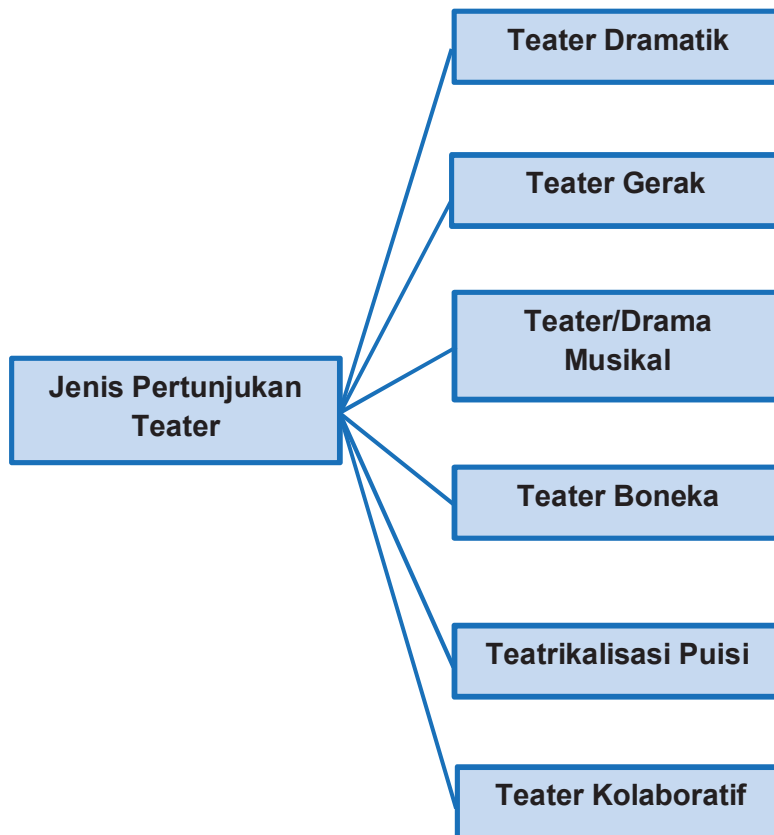 Teater Dramatik
Teater Gerak
Teater/Drama
Musikal
Jenis Pertunjukan
Teater
Teater Boneka
Teatrikalisasi Puisi
Teater Kolaboratif